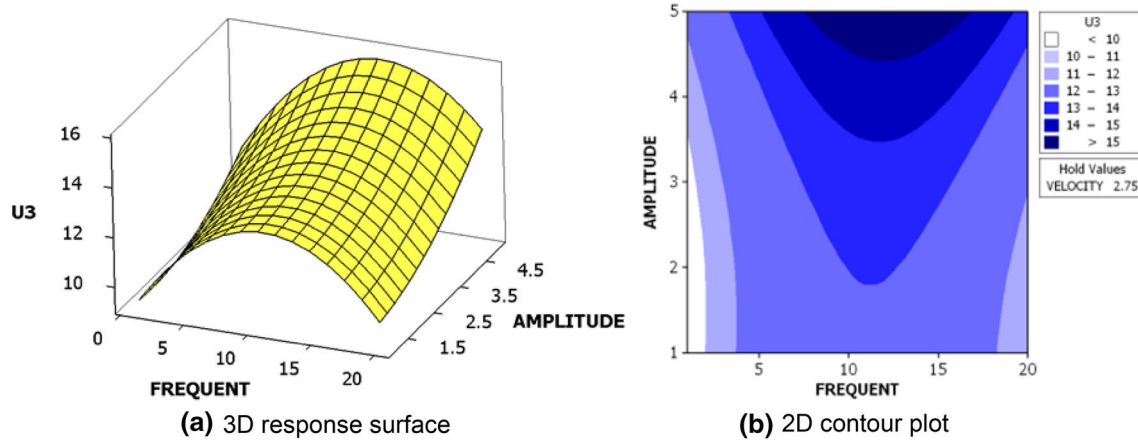 16
14
U3
12
10
0
5
10
15
20
FREQUENT
1.5
2.5
3.5
4.5
AMPLITUDE
(a) 3D response surface
5
4
AMPLITUDE
3
2
1
5
10
15
20
FREQUENT
U3
< 10
10 – 11
11 – 12
12 – 13
13 – 14
14 – 15
> 15
Hold Values
VELOCITY 2.75
(b) 2D contour plot